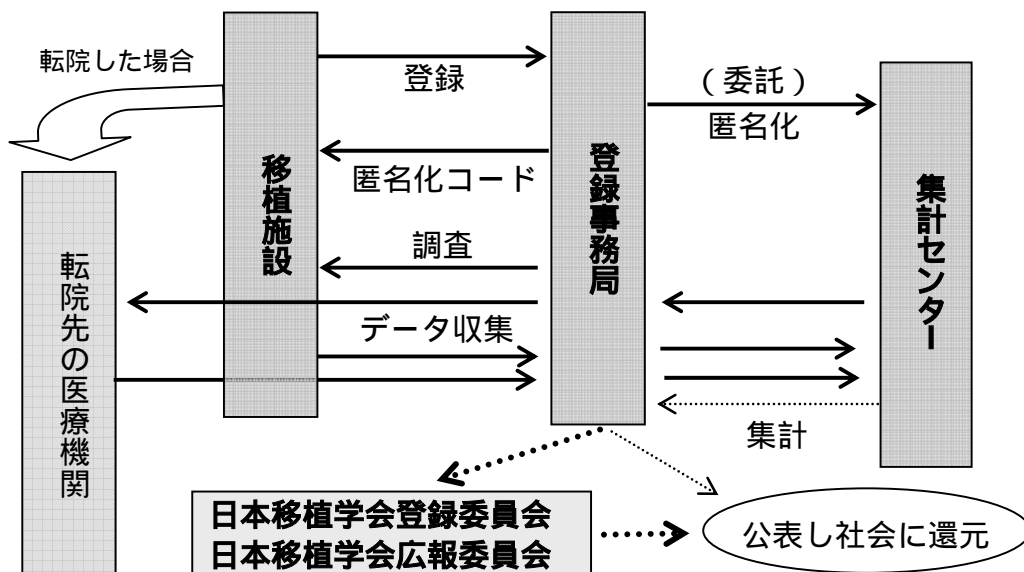 転院した場合
登録
(委託)
匿名化
移植施設
匿名化コード
登録事務局
集計センター
調査
転院先の医療機関
データ収集
集計
日本移植学会登録委員会
日本移植学会広報委員会
公表し社会に還元